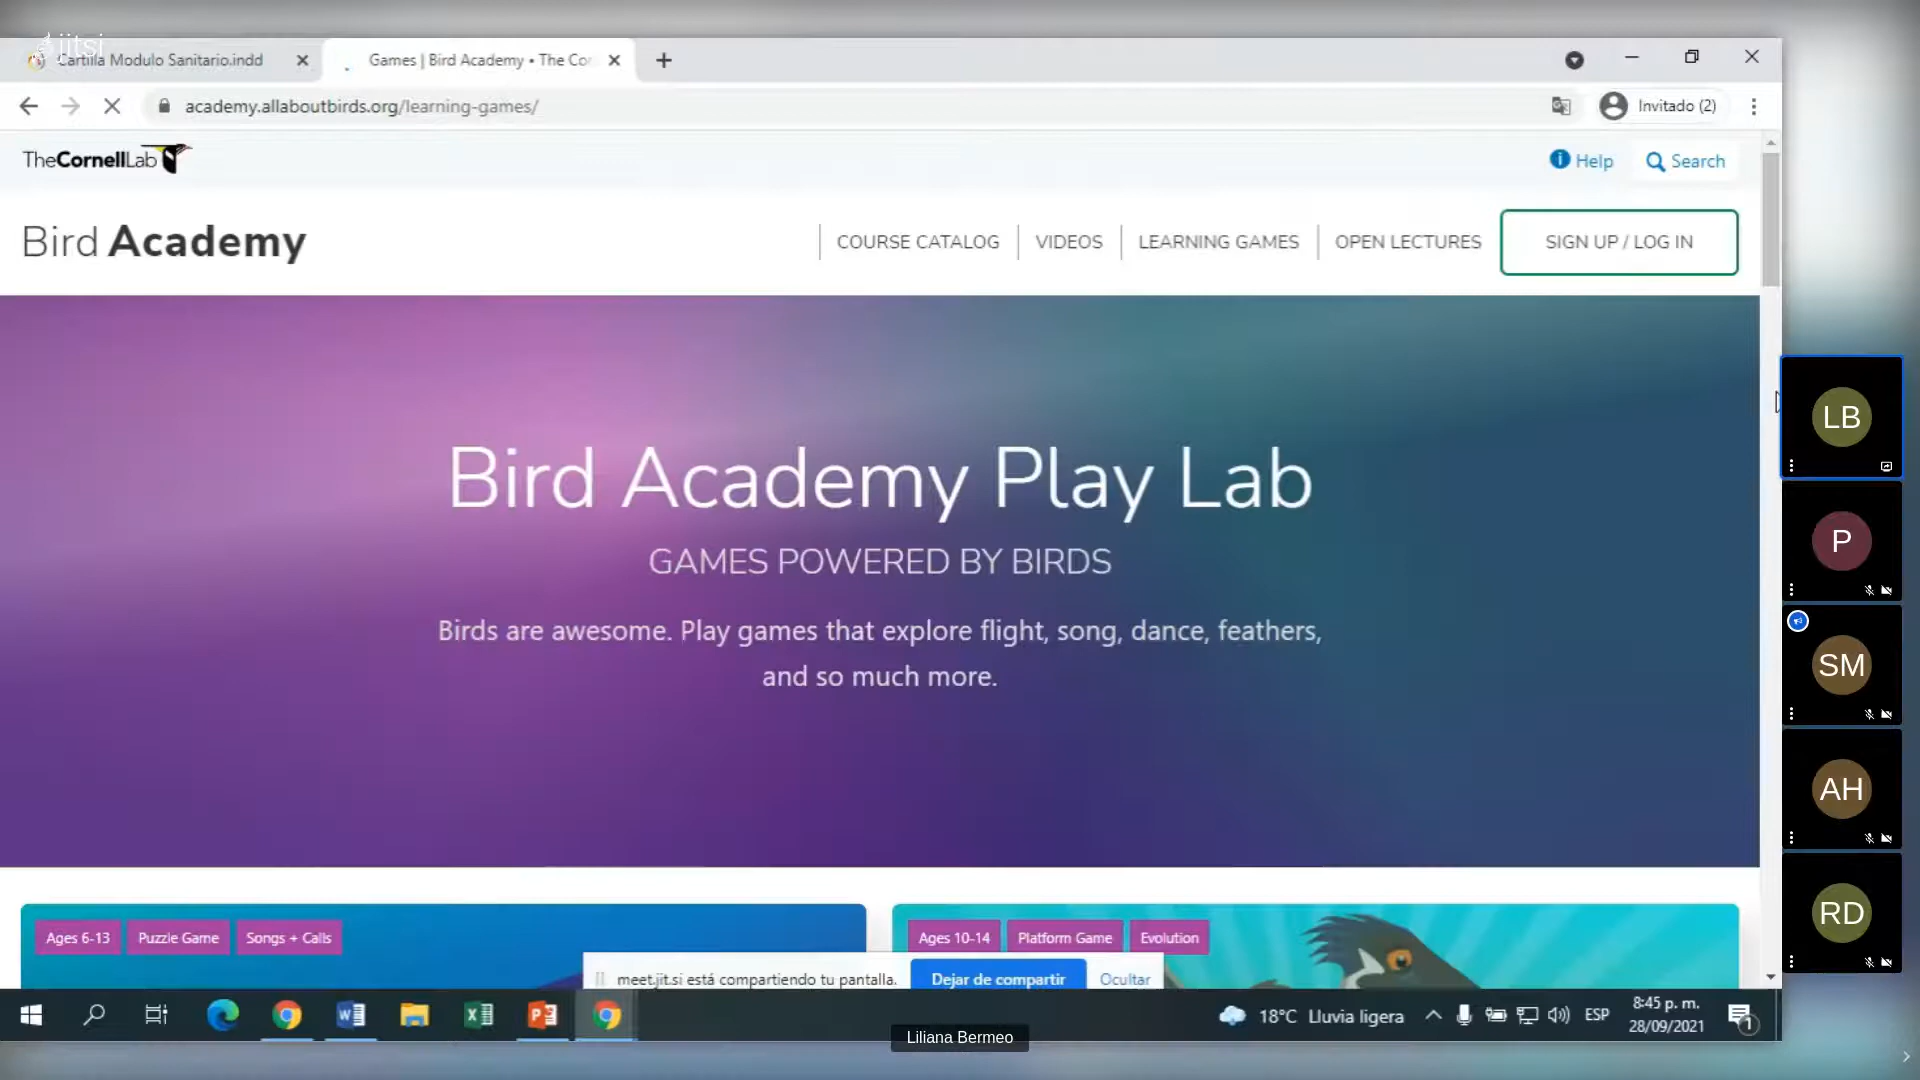 jitsi
Cartilla Modulo Sanitario.indd
Games | Bird Academy • The Cor
academy.allaboutbirds.org/learning-games/
Invitado (2)
TheCornellLab
Help
Search
Bird Academy
COURSE CATALOG
VIDEOS
LEARNING GAMES
OPEN LECTURES
SIGN UP / LOG IN
Bird Academy Play Lab
GAMES POWERED BY BIRDS
Birds are awesome. Play games that explore flight, song, dance, feathers,
and so much more.
LB
P
SM
AH
RD
Ages 6-13
Puzzle Game
Songs + Calls
Ages 10-14
Platform Game
Evolution
meet.jit.si está compartiendo tu pantalla.
Dejar de compartir
Ocultar
18°C Lluvia ligera
ESP
8:45 p. m.
28/09/2021
1
Liliana Bermeo